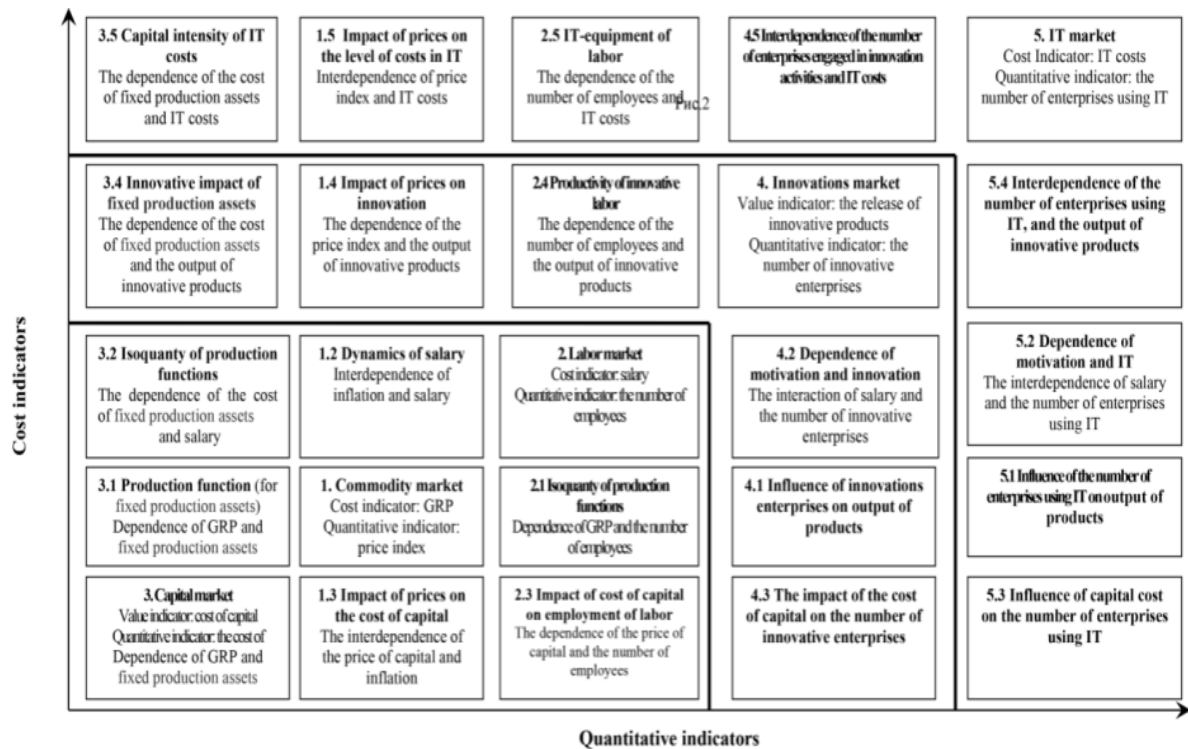 3.5 Capital intensity of IT
costs
The dependence of the cost
of fixed production assets
and IT costs
1.5 Impact of prices on
the level of costs in IT
Interdependence of price
index and IT costs
2.5 IT-equipment of
labor
The dependence of the
number of employees and
IT costs
Рис.2
4.5 Interdependence of the number
of enterprises engaged in innovation
activities and IT costs
5. IT market
Cost Indicator: IT costs
Quantitative indicator: the
number of enterprises using IT
3.4 Innovative impact of
fixed production assets
The dependence of the cost
of fixed production assets
and the output of
innovative products
1.4 Impact of prices on
innovation
The dependence of the
price index and the output
of innovative products
2.4 Productivity of innovative
labor
The dependence of the
number of employees and
the output of innovative
products
4. Innovations market
Value indicator: the release of
innovative products
Quantitative indicator: the
number of innovative
enterprises
5.4 Interdependence of the
number of enterprises using
IT, and the output of
innovative products
3.2 Isoquanty of production
functions
The dependence of the cost
of fixed production assets
and salary
1.2 Dynamics of salary
Interdependence of
inflation and salary
2. Labor market
Cost indicator: salary
Quantitative indicator: the number of
employees
4.2 Dependence of
motivation and innovation
The interaction of salary and
the number of innovative
enterprises
5.2 Dependence of
motivation and IT
The interdependence of salary
and the number of enterprises
using IT
3.1 Production function (for
fixed production assets)
Dependence of GRP and
fixed production assets
1. Commodity market
Cost indicator: GRP
Quantitative indicator:
price index
2.1 Isoquanty of production
functions
Dependence of GRP and the number
of employees
4.1 Influence of innovations
enterprises on output of
products
5.1 Influence of the number of
enterprises using IT on output of
products
3. Capital market
Value indicator: cost of capital
Quantitative indicator: the cost of
Dependence of GRP and
fixed production assets
1.3 Impact of prices on
the cost of capital
The interdependence of
the price of capital and
inflation
2.3 Impact of cost of capital
on employment of labor
The dependence of the price of
capital and the number of
employees
4.3 The impact of the cost
of capital on the number of
innovative enterprises
5.3 Influence of capital cost
on the number of enterprises
using IT
Cost indicators
Quantitative indicators